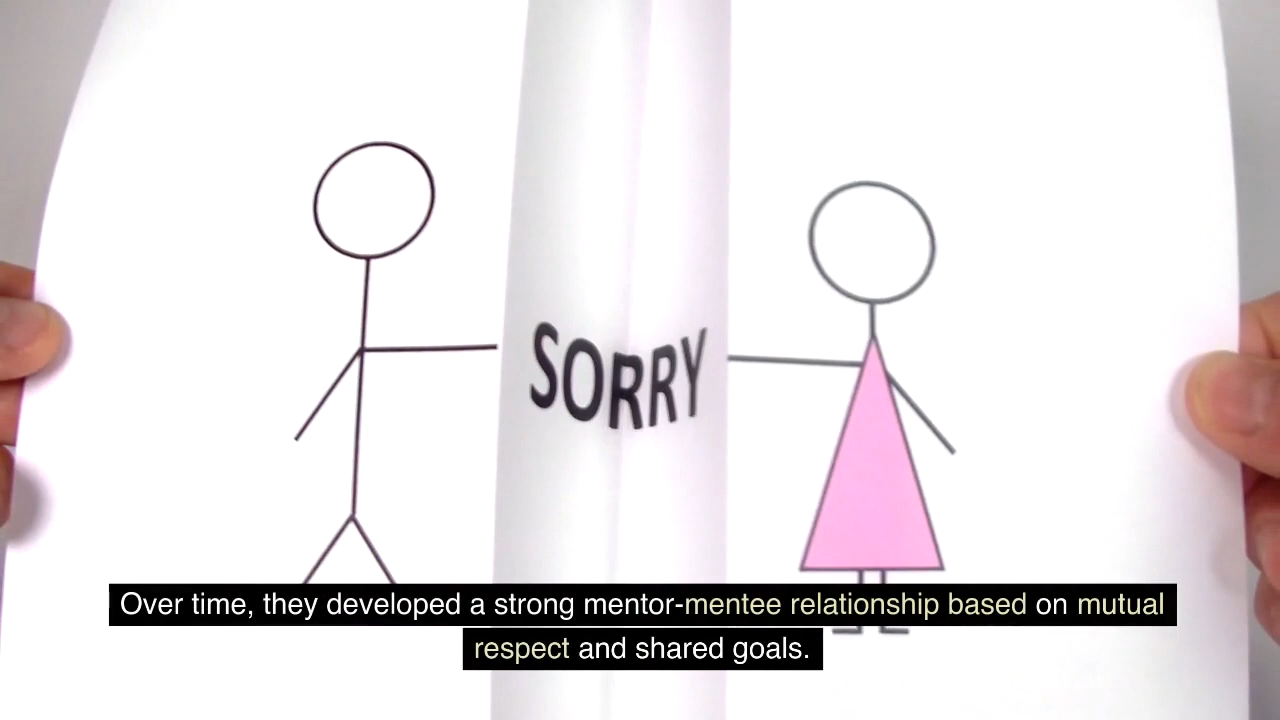 SORRY
Over time, they developed a strong mentor-mentee relationship based on mutual
respect and shared goals.